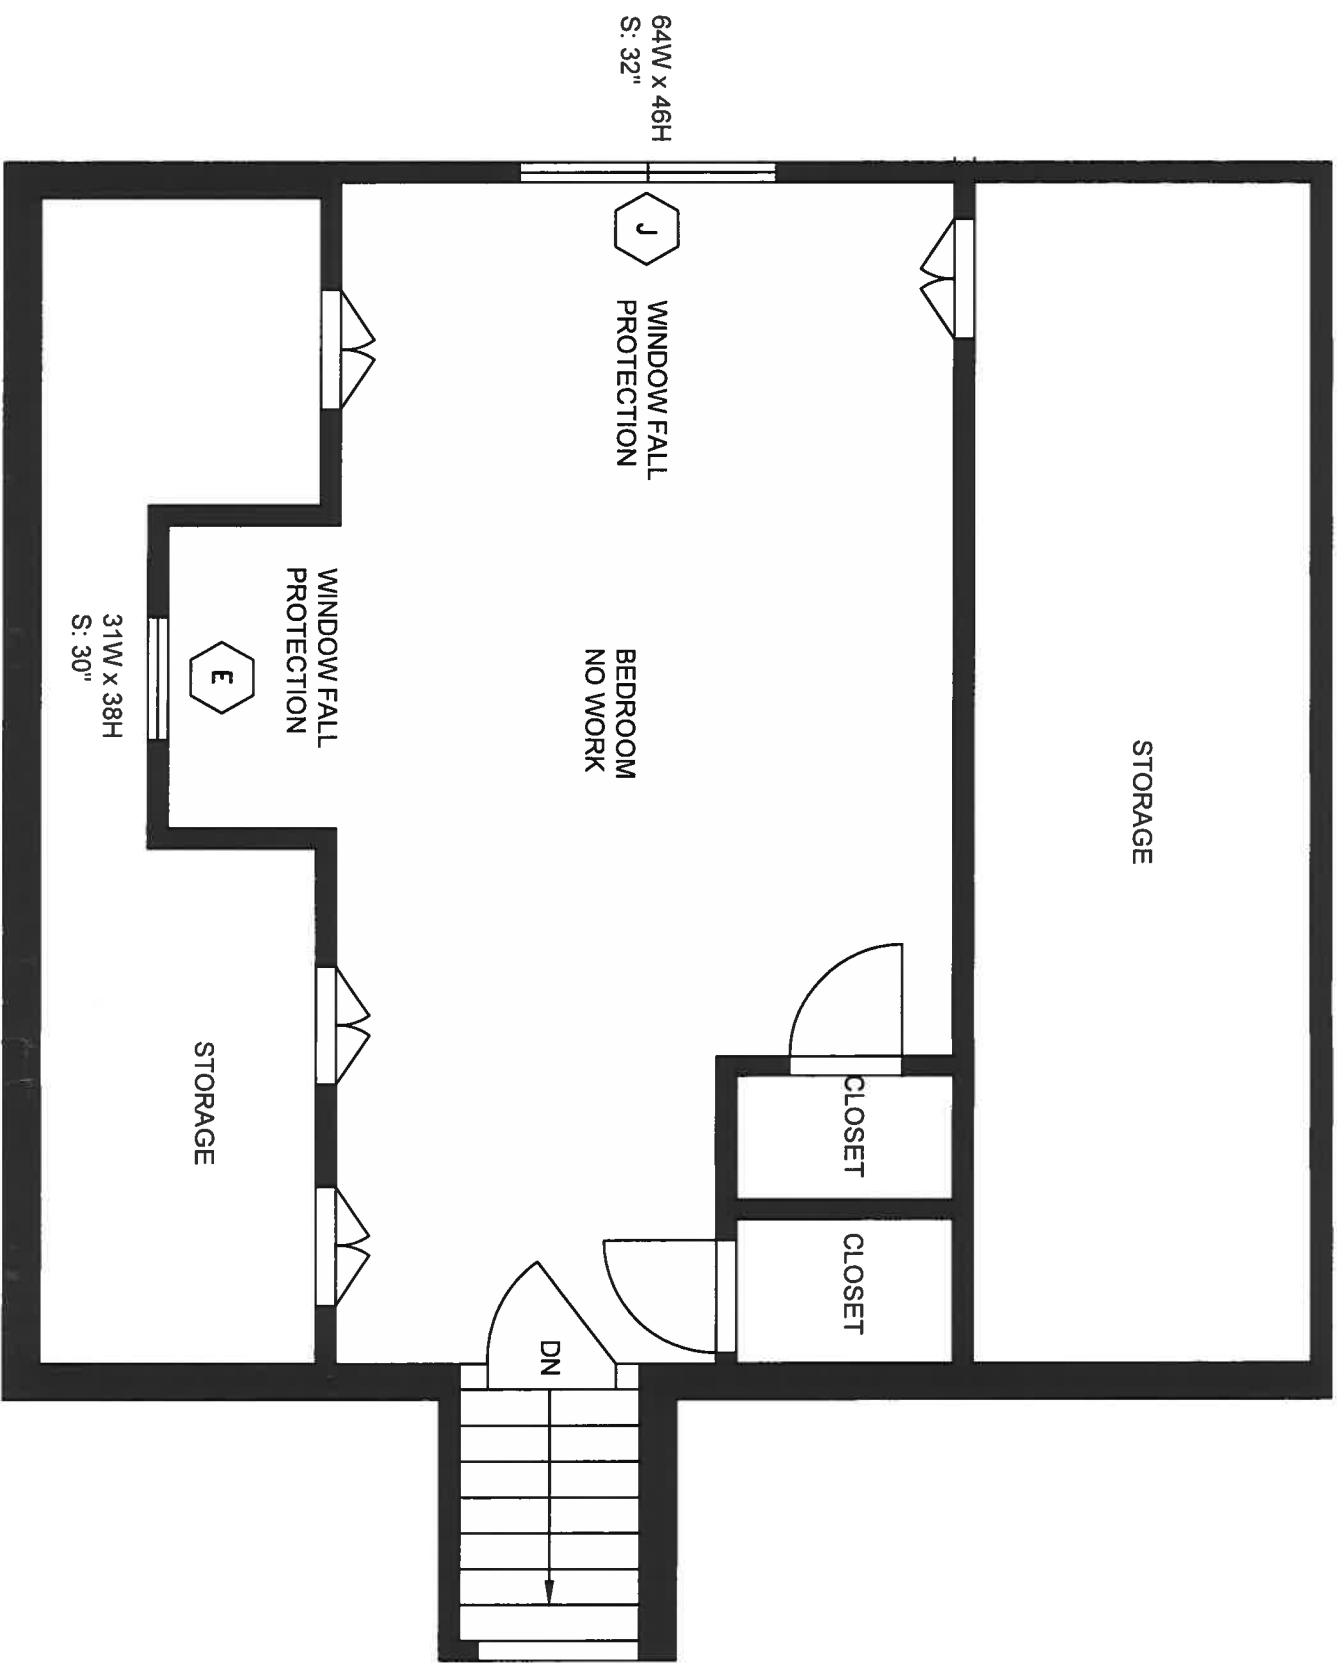 64W x 46H
S: 32"
J
WINDOW FALL
PROTECTION
STORAGE
BEDROOM
NO WORK
WINDOW FALL
PROTECTION
E
31W x 38H
S: 30"
CLOSET
CLOSET
STORAGE
DN